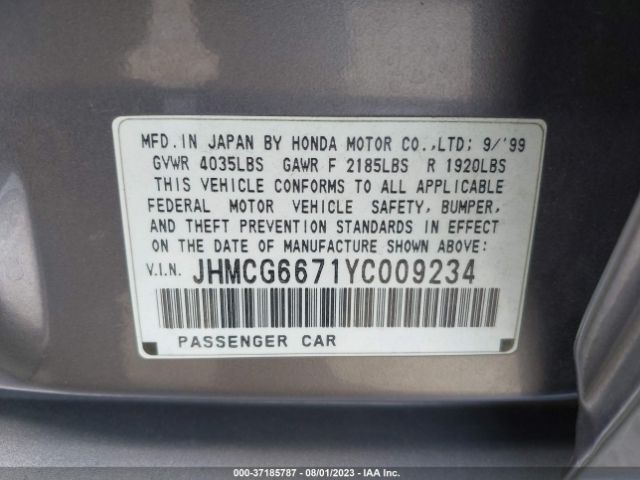 MFD. IN JAPAN BY HONDA MOTOR CO.,LTD; 9/'99
GVWR 4035LBS GAWR F 2185LBS R 1920LBS
THIS VEHICLE CONFORMS TO ALL APPLICABLE
FEDERAL MOTOR VEHICLE SAFETY, BUMPER,
AND THEFT PREVENTION STANDARDS IN EFFECT
ON THE DATE OF MANUFACTURE SHOWN ABOVE:
V.I.N. JHMCG6671YC009234
PASSENGER CAR
000-37185787 - 08/01/2023 - IAAI.COM